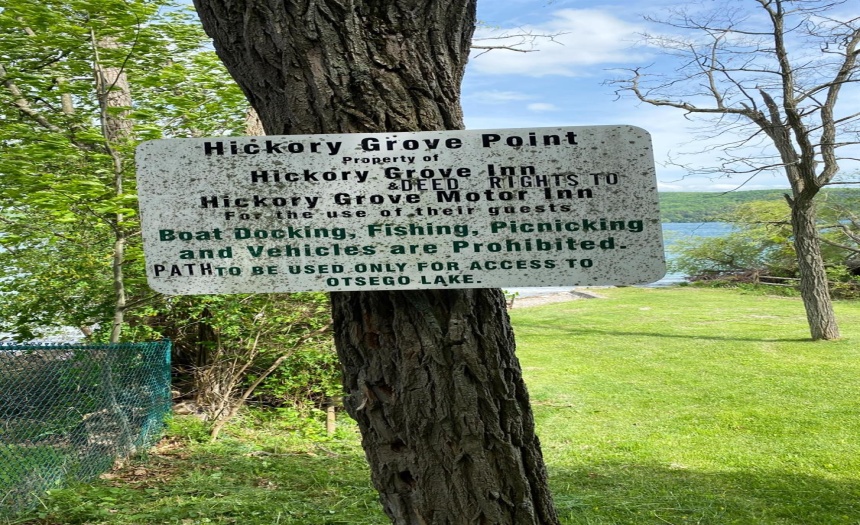 Hickory Grove Point
Property of
Hickory Grove Inn
&DEED RIGHTS TO
Hickory Grove Motor Inn
For the use of their guests
Boat Docking, Fishing, Picnicking
and Vehicles are Prohibited.
PATH TO BE USED ONLY FOR ACCESS TO
OTSEGO LAKE.